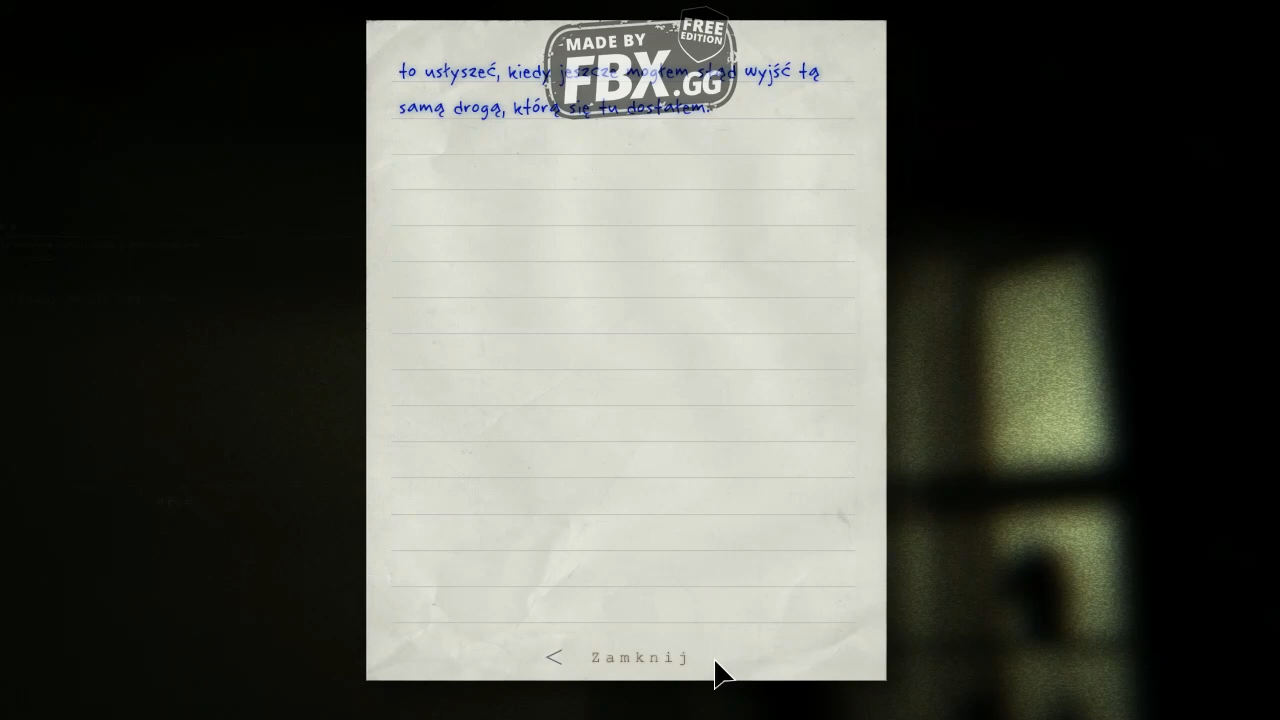 MADE BY
FBX.GG
FREE
EDITION
to usłyszeć, kiedy jeszcze mogłem stąd wyjść tą
samą drogą, którą się tu dostałem.
< Zamknij